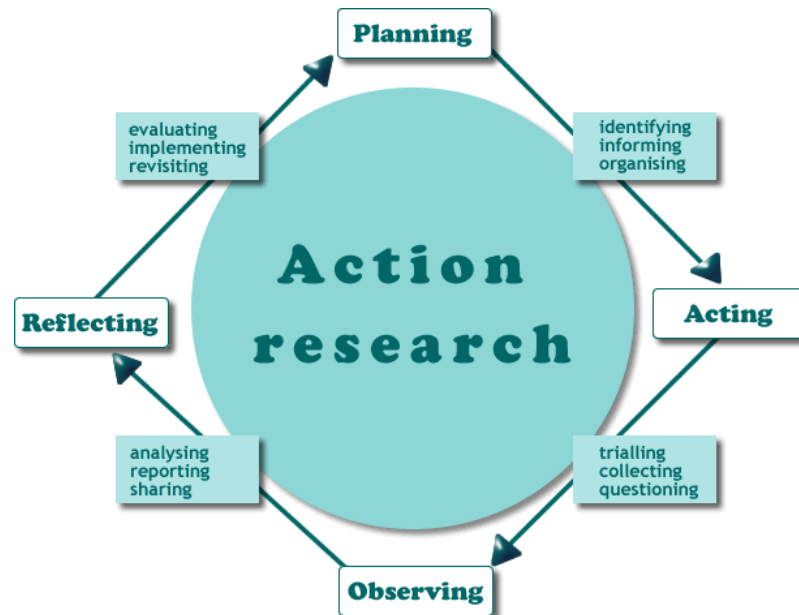 Planning
evaluating
implementing
revisiting
identifying
informing
organising
Action
research
Reflecting
Acting
analysing
reporting
sharing
trialling
collecting
questioning
Observing